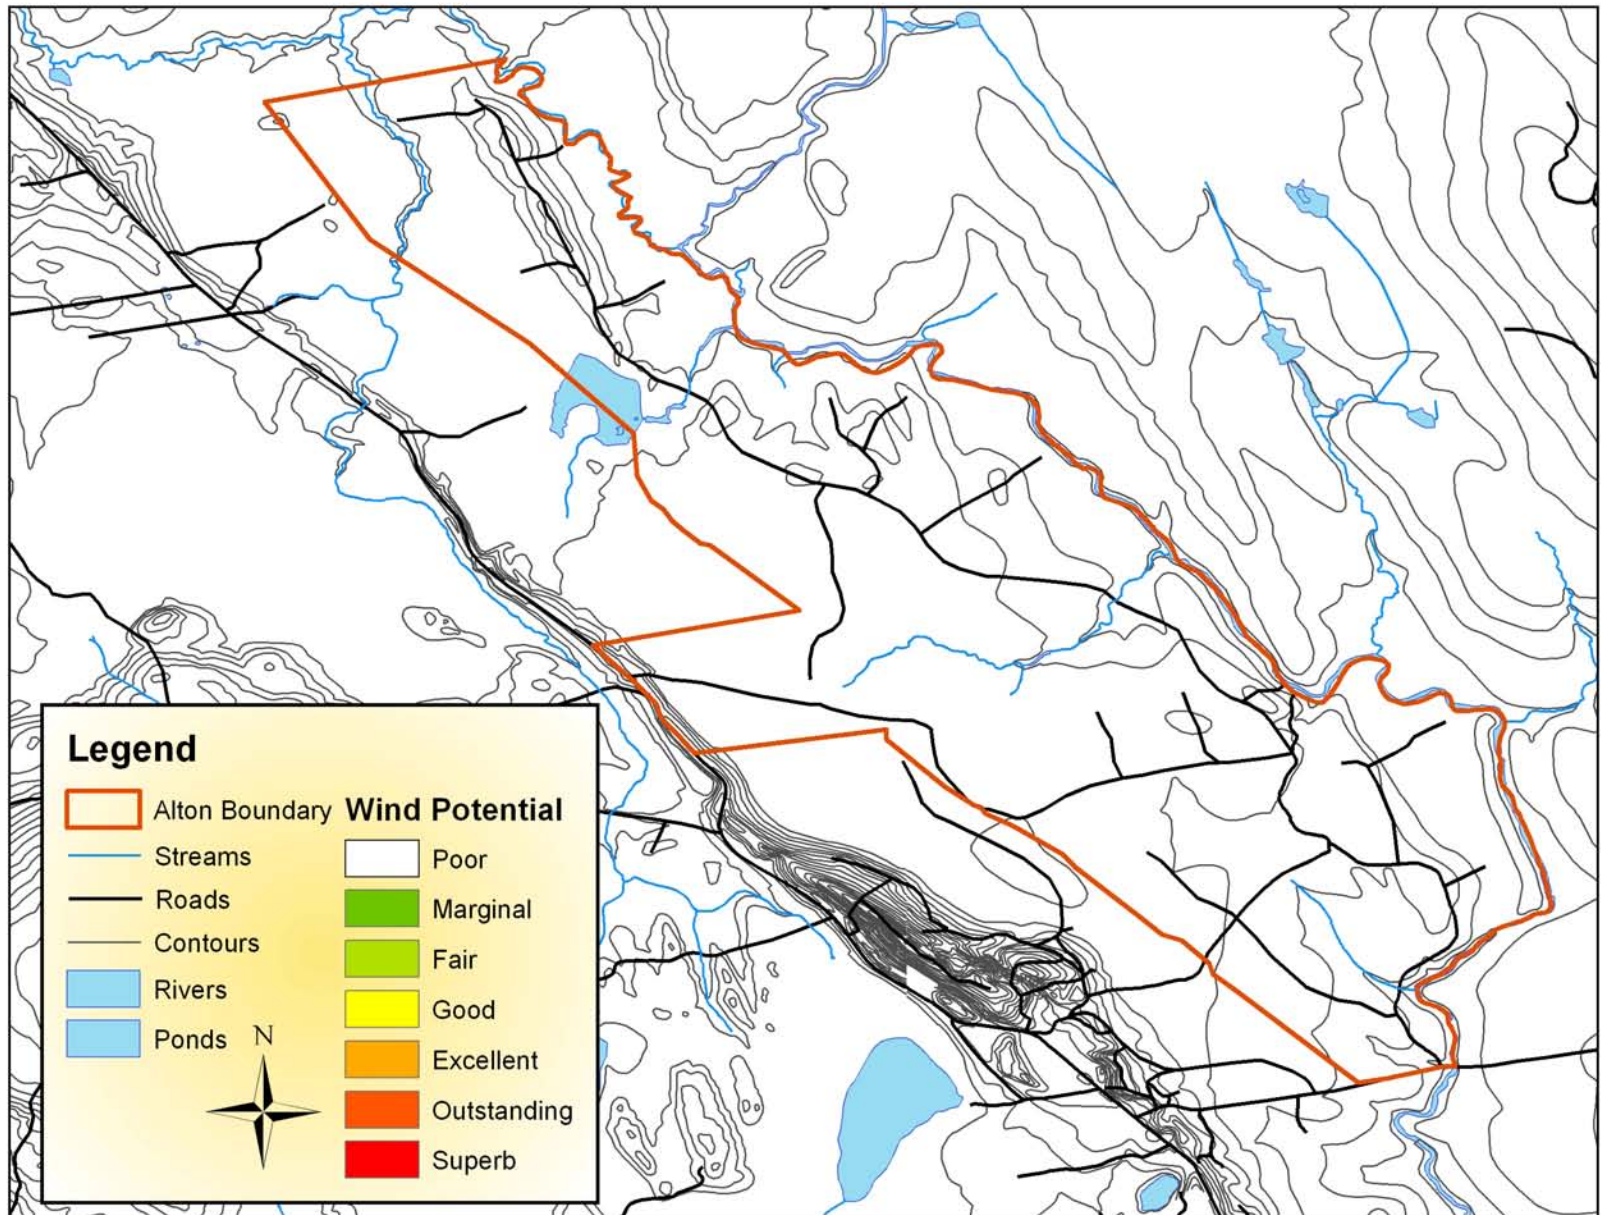 Legend
Alton Boundary
Streams
Roads
Contours
Rivers
Ponds
N
Wind Potential
Poor
Marginal
Fair
Good
Excellent
Outstanding
Superb